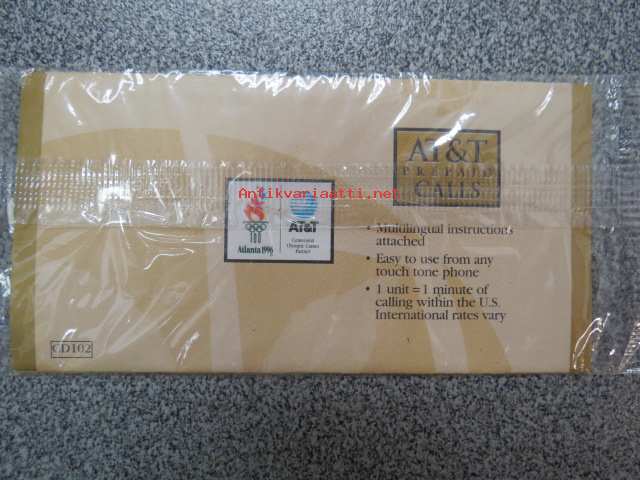 AT&T
PREPAID
CALLS
Antikvariaatti.net
100
Atlanta 1996
AT&T
Centennial
Olympic Games
Partner
• Multilingual instructions
attached
• Easy to use from any
touch tone phone
• 1 unit = 1 minute of
calling within the U.S.
International rates vary
CD102